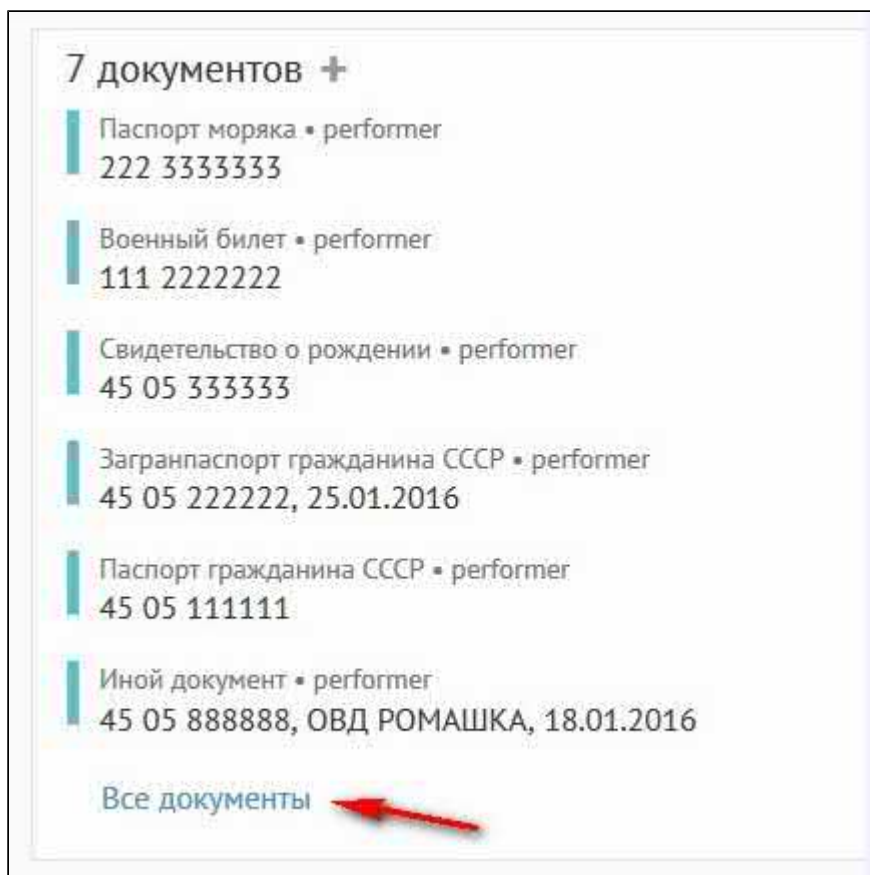 7 документов +
Паспорт моряка • performer
222 3333333
Военный билет • performer
111 2222222
Свидетельство о рождении • performer
45 05 333333
Загранпаспорт гражданина СССР • performer
45 05 222222, 25.01.2016
Паспорт гражданина СССР • performer
45 05 111111
Иной документ • performer
45 05 888888, ОВД РОМАШКА, 18.01.2016
Все документы